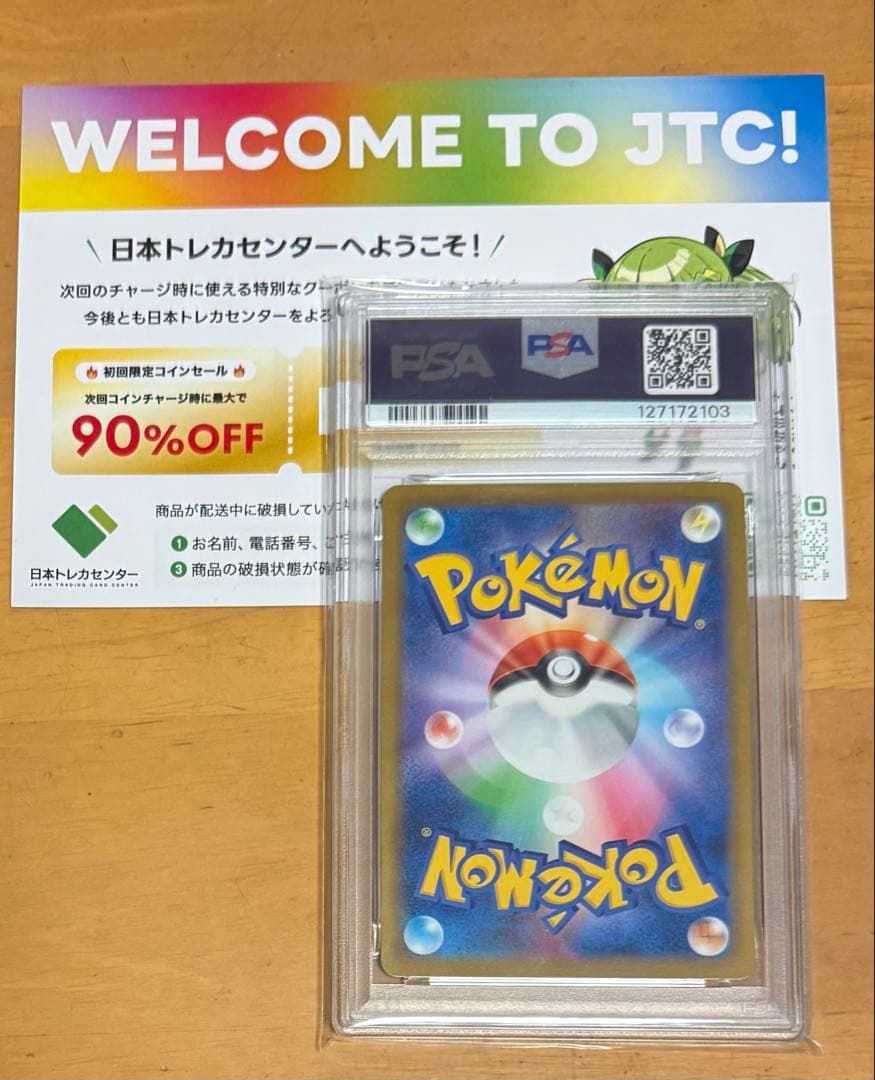 WELCOME TO JTC!
日本トレカセンターへようこそ!
次回のチャージ時に使える特別なクーポン
今後とも日本トレカセンターをよろ
初回限定コインセール
次回コインチャージ時に最大で
90%OFF
PSA
PSA
127172103
商品が配送中に破損してい
1 お名前、電話番号、ご
3 商品の破損状態が確認
日本トレカセンター
JAPAN TRADING CARD CENTER
POKéMON
®
POKéMON
®